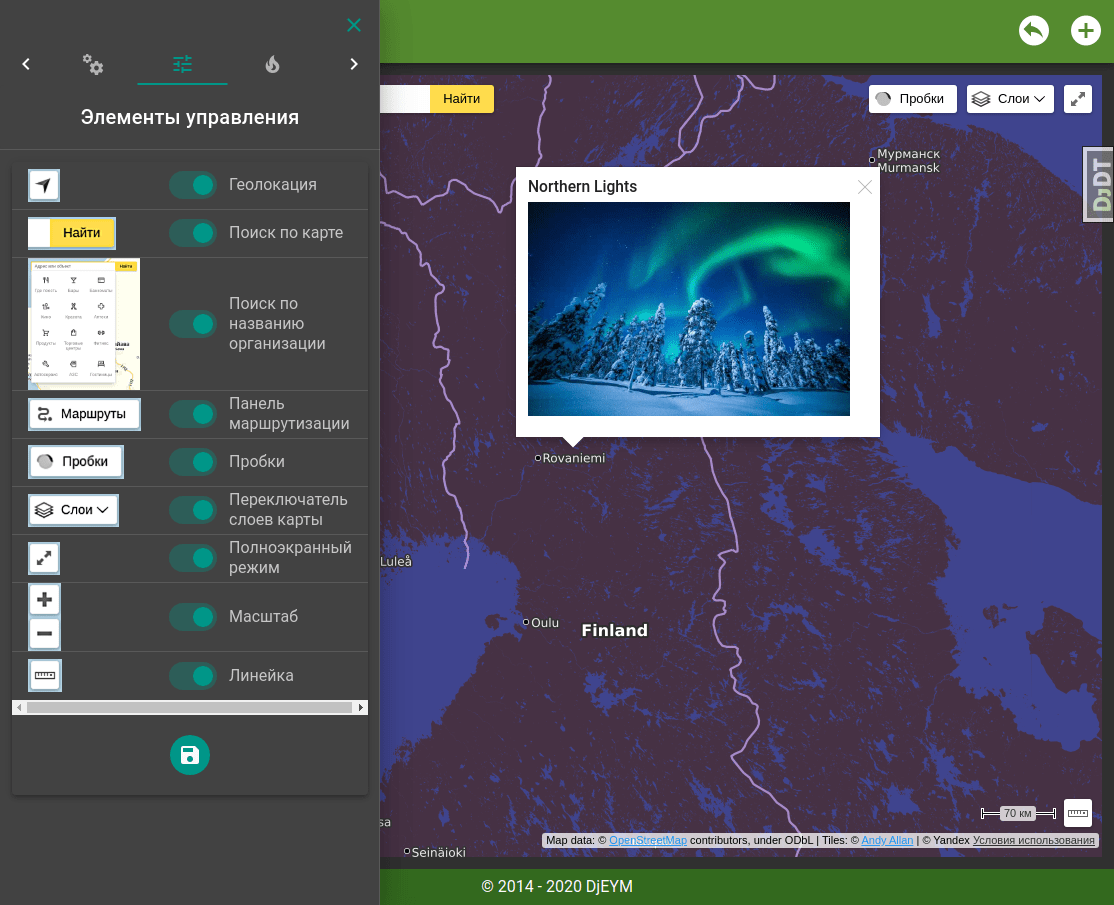 Элементы управления
Геолокация
Найти
Поиск по карте
Адрес или объект
Найти
Поиск по
названию
организации
Маршруты
Панель
маршрутизации
Пробки
Пробки
Слои
Переключатель
слоев карты
Полноэкранный
режим
Масштаб
Линейка
Найти
Пробки
Слои
Мурманск
Murmansk
DjDT
Northern Lights
Rovaniemi
Luleå
Oulu
Finland
sa
Seinäjoki
70 км
Map data: © OpenStreetMap contributors, under ODbL | Tiles: © Andy Allan | © Yandex Условия использования
© 2014 - 2020 DjEYM